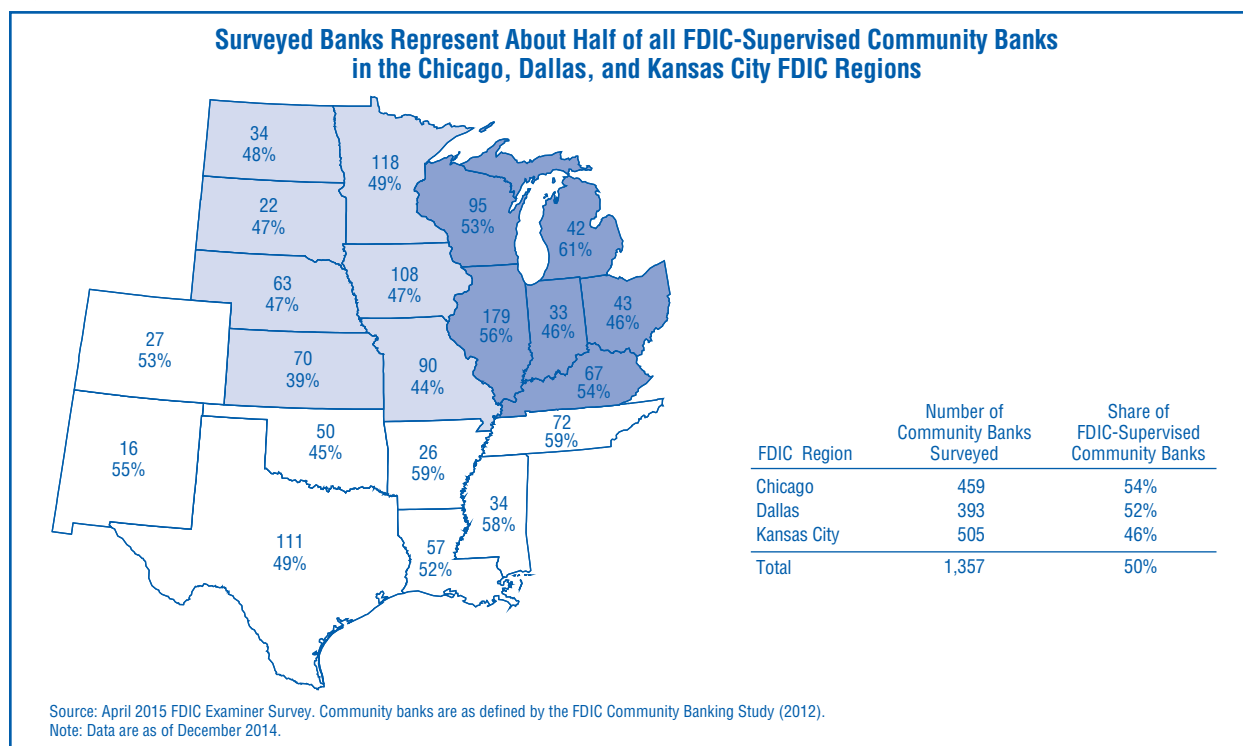 Surveyed Banks Represent About Half of all FDIC-Supervised Community Banks
in the Chicago, Dallas, and Kansas City FDIC Regions
34
48%
118
49%
22
47%
95
53%
42
61%
63
47%
108
47%
179
56%
33
46%
43
46%
27
53%
70
39%
90
44%
67
54%
16
55%
50
45%
26
59%
72
59%
34
58%
111
49%
57
52%
FDIC Region
Number of
Community Banks
Surveyed
Share of
FDIC-Supervised
Community Banks
Chicago 459 54%
Dallas 393 52%
Kansas City 505 46%
Total 1,357 50%
Source: April 2015 FDIC Examiner Survey. Community banks are as defined by the FDIC Community Banking Study (2012).
Note: Data are as of December 2014.